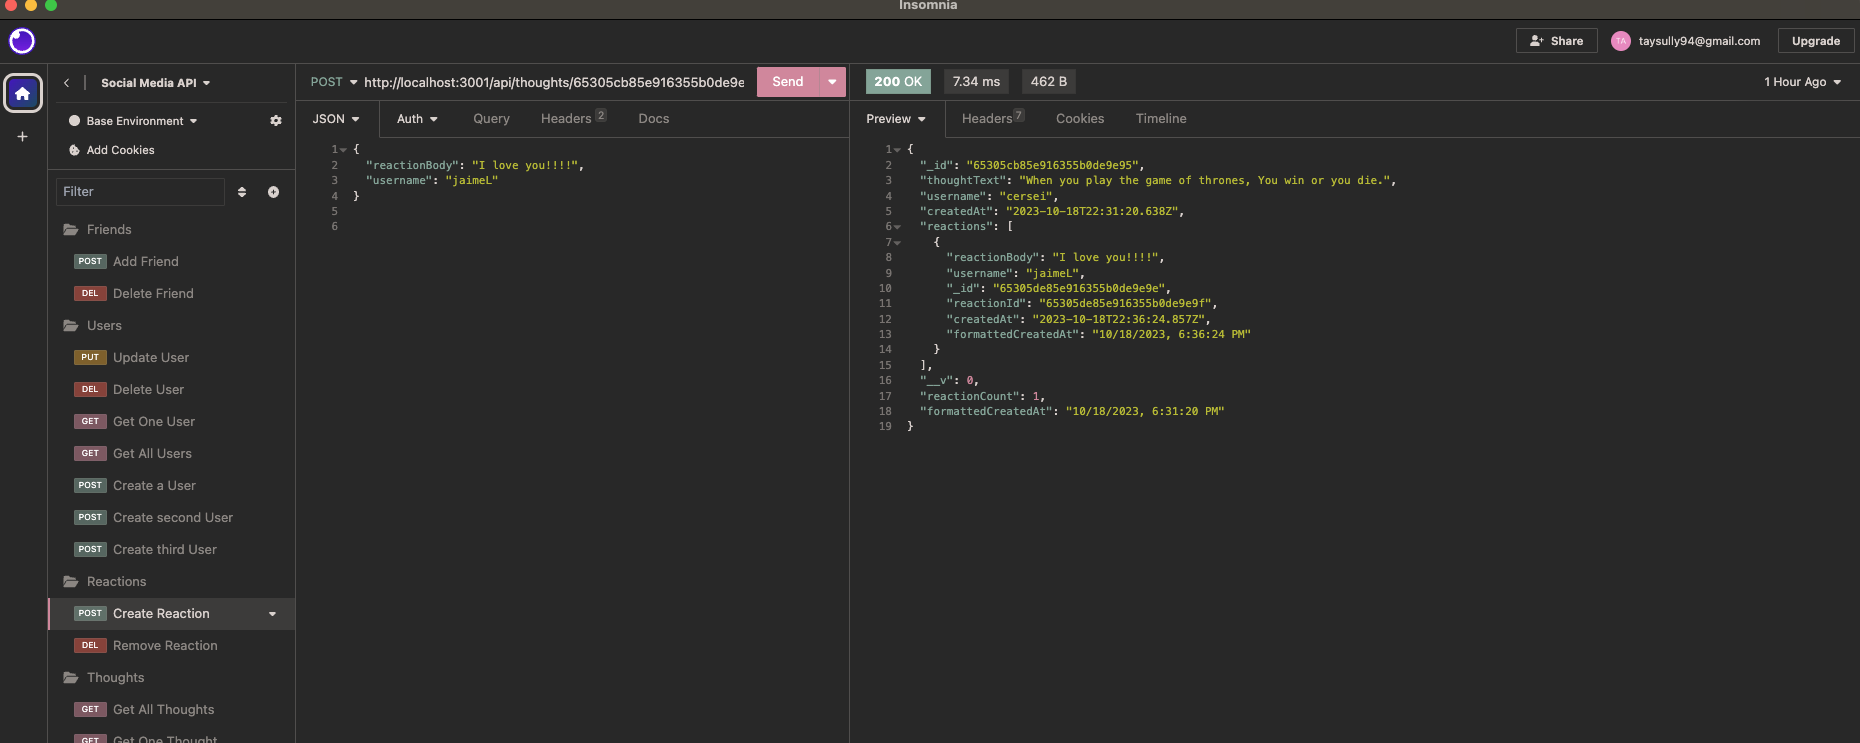 Insomnia
Share
TA
taysully94@gmail.com
Upgrade
Social Media API
Base Environment
Add Cookies
Filter
Friends
POST Add Friend
DEL Delete Friend
Users
PUT Update User
DEL Delete User
GET Get One User
GET Get All Users
POST Create a User
POST Create second User
POST Create third User
Reactions
POST Create Reaction
DEL Remove Reaction
Thoughts
GET Get All Thoughts
GET Get One Thought
POST http://localhost:3001/api/thoughts/65305cb85e916355b0de9e Send
JSON Auth Query Headers 2 Docs
1 {
2 "reactionBody": "I love you!!!!",
3 "username": "jaimeL"
4 }
5
6
200 OK 7.34 ms 462 B 1 Hour Ago
Preview Headers 7 Cookies Timeline
1 {
2 "_id": "65305cb85e916355b0de9e95",
3 "thoughtText": "When you play the game of thrones, You win or you die.",
4 "username": "cersei",
5 "createdAt": "2023-10-18T22:31:20.638Z",
6 "reactions": [
7 {
8 "reactionBody": "I love you!!!!",
9 "username": "jaimeL",
10 "_id": "65305de85e916355b0de9e9e",
11 "reactionId": "65305de85e916355b0de9e9f",
12 "createdAt": "2023-10-18T22:36:24.857Z",
13 "formattedCreatedAt": "10/18/2023, 6:36:24 PM"
14 }
15 ],
16 "__v": 0,
17 "reactionCount": 1,
18 "formattedCreatedAt": "10/18/2023, 6:31:20 PM"
19 }